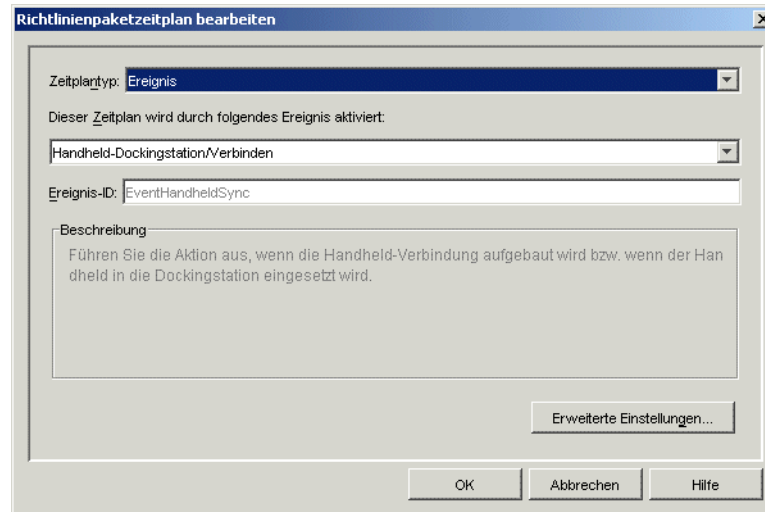 Richtlinienpaketzeitplan bearbeiten
Zeitplantyp: Ereignis
Dieser Zeitplan wird durch folgendes Ereignis aktiviert:
Handheld-Dockingstation/Verbinden
Ereignis-ID: EventHandheldSync
Beschreibung
Führen Sie die Aktion aus, wenn die Handheld-Verbindung aufgebaut wird bzw. wenn der Han
dheld in die Dockingstation eingesetzt wird.
Erweiterte Einstellungen...
OK Abbrechen Hilfe